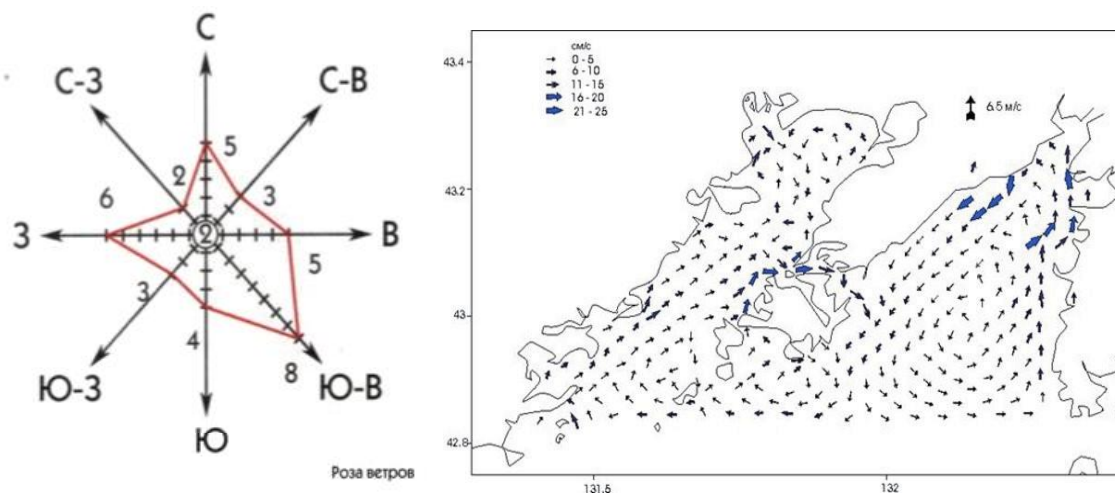 С
С-З
С-В
5
2
3
6
З
2
В
5
3
4
8
Ю-З
Ю-В
Ю
Роза ветров
43.4
43.2
43
42.8
131.5
132
см/с
0 - 5
6 - 10
11 - 15
16 - 20
21 - 25
6.5 м/с